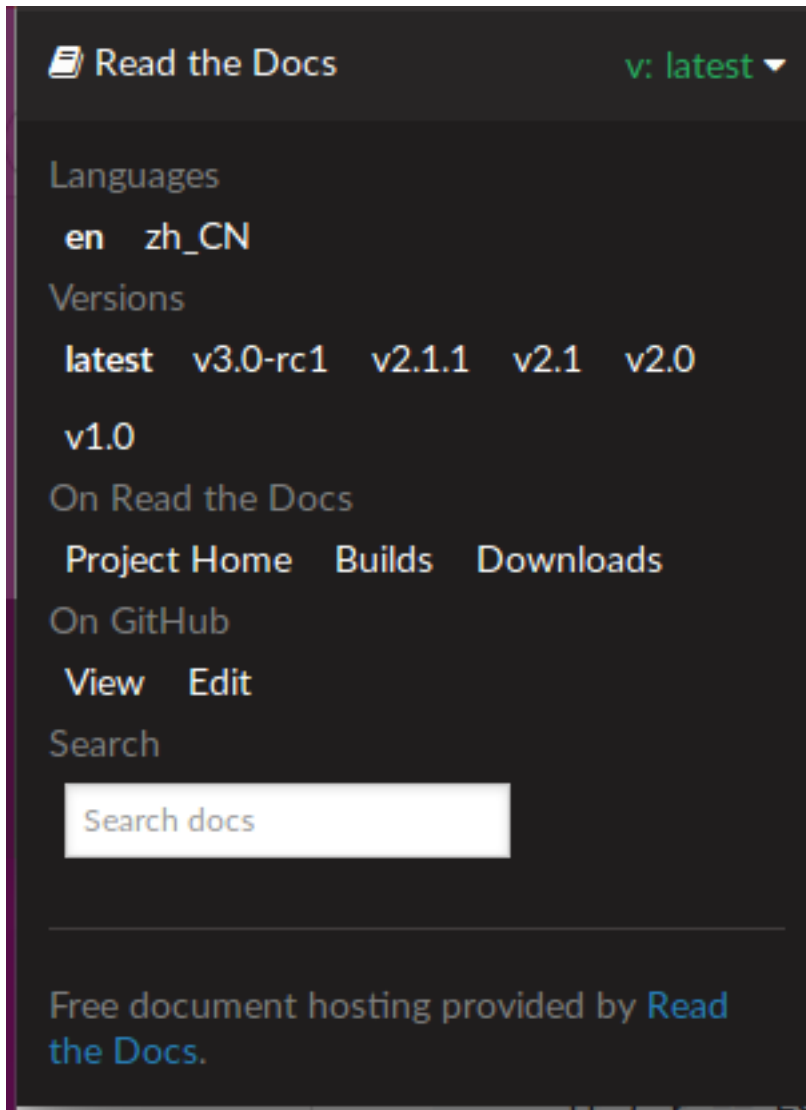 Read the Docs v: latest
Languages
en zh_CN
Versions
latest v3.0-rc1 v2.1.1 v2.1 v2.0
v1.0
On Read the Docs
Project Home Builds Downloads
On GitHub
View Edit
Search
Search docs
Free document hosting provided by Read
the Docs.